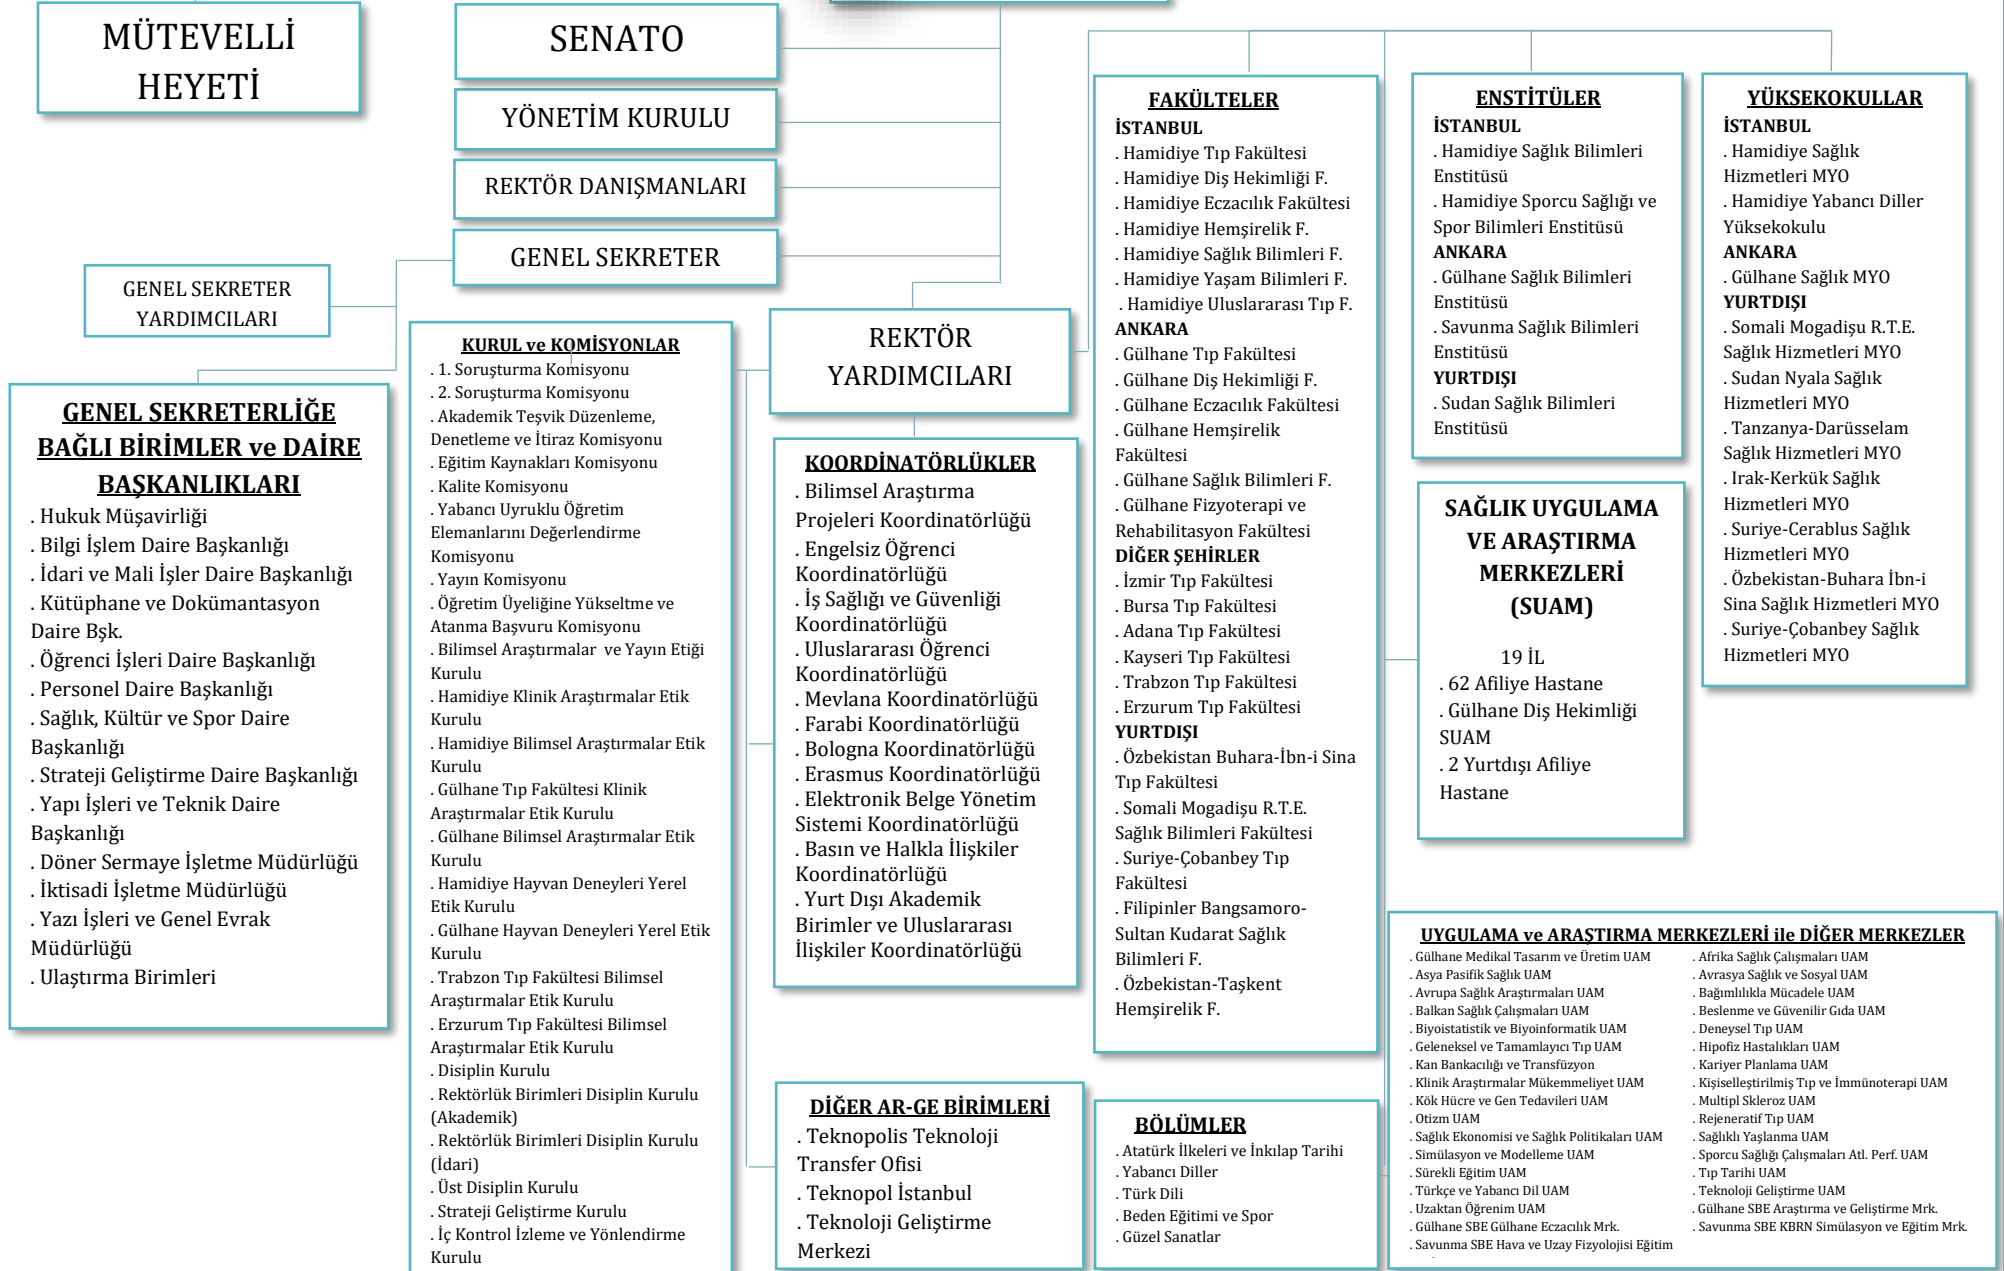 MÜTEVELLİ
HEYETİ
SENATO
YÖNETİM KURULU
REKTÖR DANIŞMANLARI
GENEL SEKRETER
GENEL SEKRETER
YARDIMCILARI
GENEL SEKRETERLİĞE
BAĞLI BİRİMLER ve DAİRE
BAŞKANLIKLARI
. Hukuk Müşavirliği
. Bilgi İşlem Daire Başkanlığı
. İdari ve Mali İşler Daire Başkanlığı
. Kütüphane ve Dokümantasyon
Daire Bşk.
. Öğrenci İşleri Daire Başkanlığı
. Personel Daire Başkanlığı
. Sağlık, Kültür ve Spor Daire
Başkanlığı
. Strateji Geliştirme Daire Başkanlığı
. Yapı İşleri ve Teknik Daire
Başkanlığı
. Döner Sermaye İşletme Müdürlüğü
. İktisadi İşletme Müdürlüğü
. Yazı İşleri ve Genel Evrak
Müdürlüğü
. Ulaştırma Birimleri
KURUL ve KOMİSYONLAR
. 1. Soruşturma Komisyonu
. 2. Soruşturma Komisyonu
. Akademik Teşvik Düzenleme,
Denetleme ve İtiraz Komisyonu
. Eğitim Kaynakları Komisyonu
. Kalite Komisyonu
. Yabancı Uyruklu Öğretim
Elemanlarını Değerlendirme
Komisyonu
. Yayın Komisyonu
. Öğretim Üyeliğine Yükseltme ve
Atanma Başvuru Komisyonu
. Bilimsel Araştırmalar  ve Yayın Etiği
Kurulu
. Hamidiye Klinik Araştırmalar Etik
Kurulu
. Hamidiye Bilimsel Araştırmalar Etik
Kurulu
. Gülhane Tıp Fakültesi Klinik
Araştırmalar Etik Kurulu
. Gülhane Bilimsel Araştırmalar Etik
Kurulu
. Hamidiye Hayvan Deneyleri Yerel
Etik Kurulu
. Gülhane Hayvan Deneyleri Yerel Etik
Kurulu
. Trabzon Tıp Fakültesi Bilimsel
Araştırmalar Etik Kurulu
. Erzurum Tıp Fakültesi Bilimsel
Araştırmalar Etik Kurulu
. Disiplin Kurulu
. Rektörlük Birimleri Disiplin Kurulu
(Akademik)
. Rektörlük Birimleri Disiplin Kurulu
(İdari)
. Üst Disiplin Kurulu
. Strateji Geliştirme Kurulu
. İç Kontrol İzleme ve Yönlendirme
Kurulu
REKTÖR
YARDIMCILARI
KOORDİNATÖRLÜKLER
. Bilimsel Araştırma
Projeleri Koordinatörlüğü
. Engelsiz Öğrenci
Koordinatörlüğü
. İş Sağlığı ve Güvenliği
Koordinatörlüğü
. Uluslararası Öğrenci
Koordinatörlüğü
. Mevlana Koordinatörlüğü
. Farabi Koordinatörlüğü
. Bologna Koordinatörlüğü
. Erasmus Koordinatörlüğü
. Elektronik Belge Yönetim
Sistemi Koordinatörlüğü
. Basın ve Halkla İlişkiler
Koordinatörlüğü
. Yurt Dışı Akademik
Birimler ve Uluslararası
İlişkiler Koordinatörlüğü
DİĞER AR-GE BİRİMLERİ
. Teknopolis Teknoloji
Transfer Ofisi
. Teknopol İstanbul
. Teknoloji Geliştirme
Merkezi
FAKÜLTELER
İSTANBUL
. Hamidiye Tıp Fakültesi
. Hamidiye Diş Hekimliği F.
. Hamidiye Eczacılık Fakültesi
. Hamidiye Hemşirelik F.
. Hamidiye Sağlık Bilimleri F.
. Hamidiye Yaşam Bilimleri F.
. Hamidiye Uluslararası Tıp F.
ANKARA
. Gülhane Tıp Fakültesi
. Gülhane Diş Hekimliği F.
. Gülhane Eczacılık Fakültesi
. Gülhane Hemşirelik
Fakültesi
. Gülhane Sağlık Bilimleri F.
. Gülhane Fizyoterapi ve
Rehabilitasyon Fakültesi
DİĞER ŞEHİRLER
. İzmir Tıp Fakültesi
. Bursa Tıp Fakültesi
. Adana Tıp Fakültesi
. Kayseri Tıp Fakültesi
. Trabzon Tıp Fakültesi
. Erzurum Tıp Fakültesi
YURTDIŞI
. Özbekistan Buhara-İbn-i Sina
Tıp Fakültesi
. Somali Mogadişu R.T.E.
Sağlık Bilimleri Fakültesi
. Suriye-Çobanbey Tıp
Fakültesi
. Filipinler Bangsamoro-
Sultan Kudarat Sağlık
Bilimleri F.
. Özbekistan-Taşkent
Hemşirelik F.
BÖLÜMLER
. Atatürk İlkeleri ve İnkılap Tarihi
. Yabancı Diller
. Türk Dili
. Beden Eğitimi ve Spor
. Güzel Sanatlar
ENSTİTÜLER
İSTANBUL
. Hamidiye Sağlık Bilimleri
Enstitüsü
. Hamidiye Sporcu Sağlığı ve
Spor Bilimleri Enstitüsü
ANKARA
. Gülhane Sağlık Bilimleri
Enstitüsü
. Savunma Sağlık Bilimleri
Enstitüsü
YURTDIŞI
. Sudan Sağlık Bilimleri
Enstitüsü
SAĞLIK UYGULAMA
VE ARAŞTIRMA
MERKEZLERİ
(SUAM)
19 İL
. 62 Afiliye Hastane
. Gülhane Diş Hekimliği
SUAM
. 2 Yurtdışı Afiliye
Hastane
YÜKSEKOKULLAR
İSTANBUL
. Hamidiye Sağlık
Hizmetleri MYO
. Hamidiye Yabancı Diller
Yüksekokulu
ANKARA
. Gülhane Sağlık MYO
YURTDIŞI
. Somali Mogadişu R.T.E.
Sağlık Hizmetleri MYO
. Sudan Nyala Sağlık
Hizmetleri MYO
. Tanzanya-Darüsselam
Sağlık Hizmetleri MYO
. Irak-Kerkük Sağlık
Hizmetleri MYO
. Suriye-Cerablus Sağlık
Hizmetleri MYO
. Özbekistan-Buhara İbn-i
Sina Sağlık Hizmetleri MYO
. Suriye-Çobanbey Sağlık
Hizmetleri MYO
UYGULAMA ve ARAŞTIRMA MERKEZLERİ ile DİĞER MERKEZLER
. Gülhane Medikal Tasarım ve Üretim UAM
. Asya Pasifik Sağlık UAM
. Avrupa Sağlık Araştırmaları UAM
. Balkan Sağlık Çalışmaları UAM
. Biyoistatistik ve Biyoinformatik UAM
. Geleneksel ve Tamamlayıcı Tıp UAM
. Kan Bankacılığı ve Transfüzyon
. Klinik Araştırmalar Mükemmeliyet UAM
. Kök Hücre ve Gen Tedavileri UAM
. Otizm UAM
. Sağlık Ekonomisi ve Sağlık Politikaları UAM
. Simülasyon ve Modelleme UAM
. Sürekli Eğitim UAM
. Türkçe ve Yabancı Dil UAM
. Uzaktan Öğrenim UAM
. Gülhane SBE Gülhane Eczacılık Mrk.
. Savunma SBE Hava ve Uzay Fizyolojisi Eğitim
. Afrika Sağlık Çalışmaları UAM
. Avrasya Sağlık ve Sosyal UAM
. Bağımlılıkla Mücadele UAM
. Beslenme ve Güvenilir Gıda UAM
. Deneysel Tıp UAM
. Hipofiz Hastalıkları UAM
. Kariyer Planlama UAM
. Kişiselleştirilmiş Tıp ve İmmünoterapi UAM
. Multipl Skleroz UAM
. Rejeneratif Tıp UAM
. Sağlıklı Yaşlanma UAM
. Sporcu Sağlığı Çalışmaları Atl. Perf. UAM
. Tıp Tarihi UAM
. Teknoloji Geliştirme UAM
. Gülhane SBE Araştırma ve Geliştirme Mrk.
. Savunma SBE KBRN Simülasyon ve Eğitim Mrk.